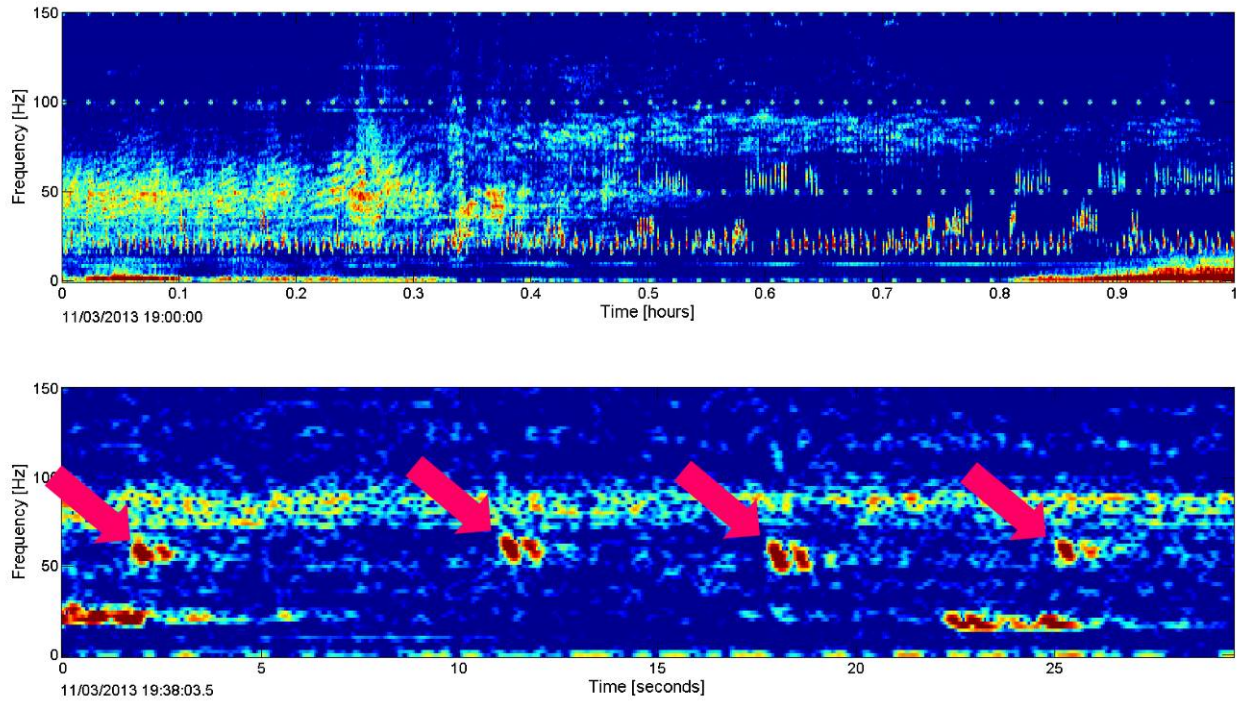 150
100
50
0
Frequency [Hz]
0 0.1 0.2 0.3 0.4 0.5 0.6 0.7 0.8 0.9 1
Time [hours]
11/03/2013 19:00:00
150
100
50
0
Frequency [Hz]
0 5 10 15 20 25
Time [seconds]
11/03/2013 19:38:03.5